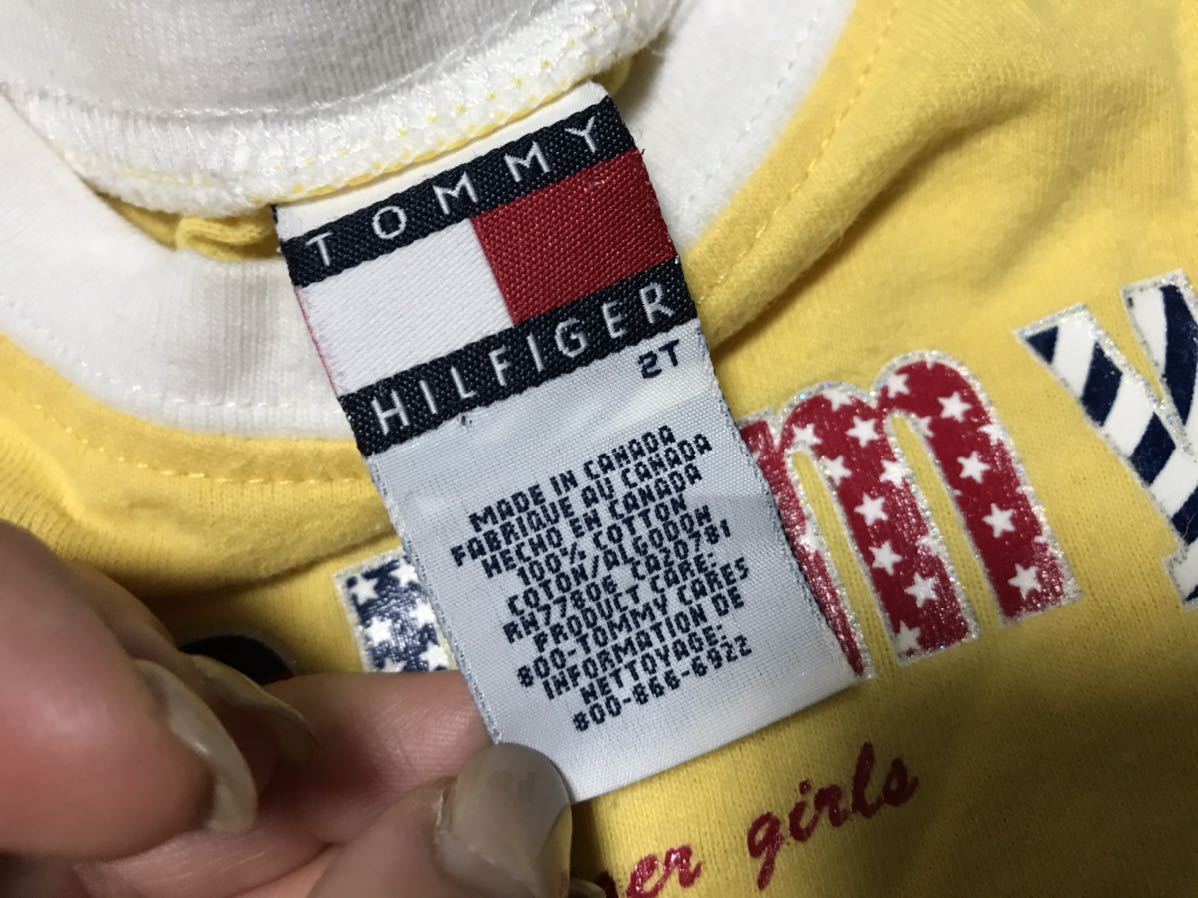 TOMMY
HILFIGER
2T
MADE IN CANADA
FABRIQUE AU CANADA
HECHO EN CANADA
100% COTTON
COTON/ALGODON
RN77806 CA20781
PRODUCT CARE:
800-TOMMY CARES
INFORMATION DE
NETTOYAGE:
800-866-6922
my
girls